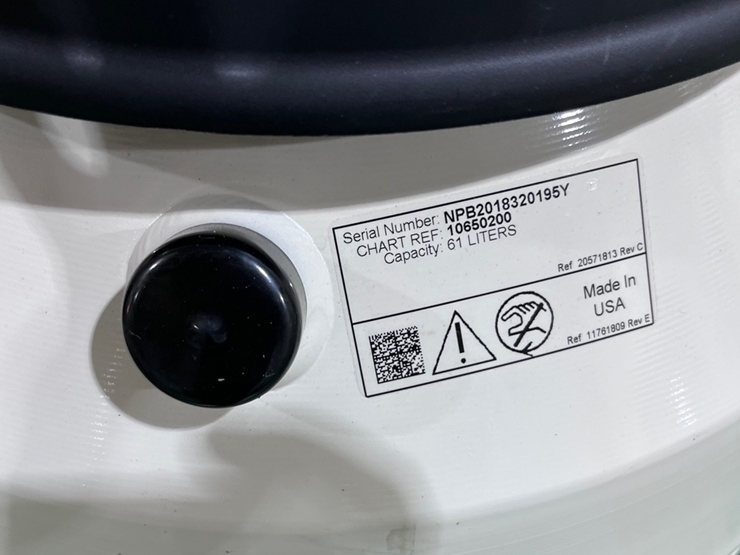 Serial Number: NPB2018320195Y
CHART REF: 10650200
Capacity: 61 LITERS
Ref 20571813 Rev C
Made In
USA
Ref 11761809 Rev E